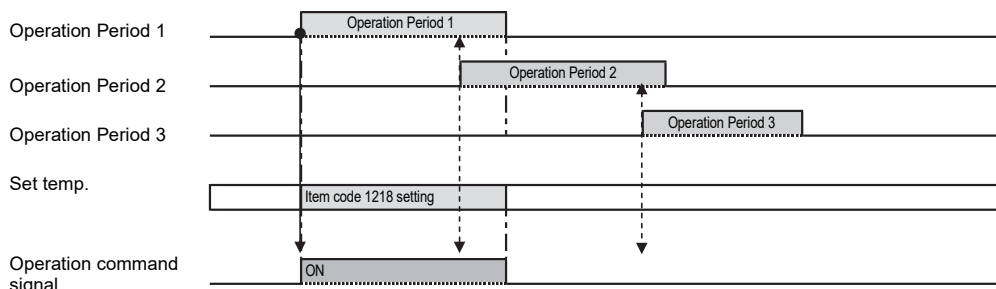 Operation Period 1
Operation Period 1
Operation Period 2
Operation Period 2
Operation Period 3
Operation Period 3
Set temp.
Item code 1218 setting
Operation command
ON
signal